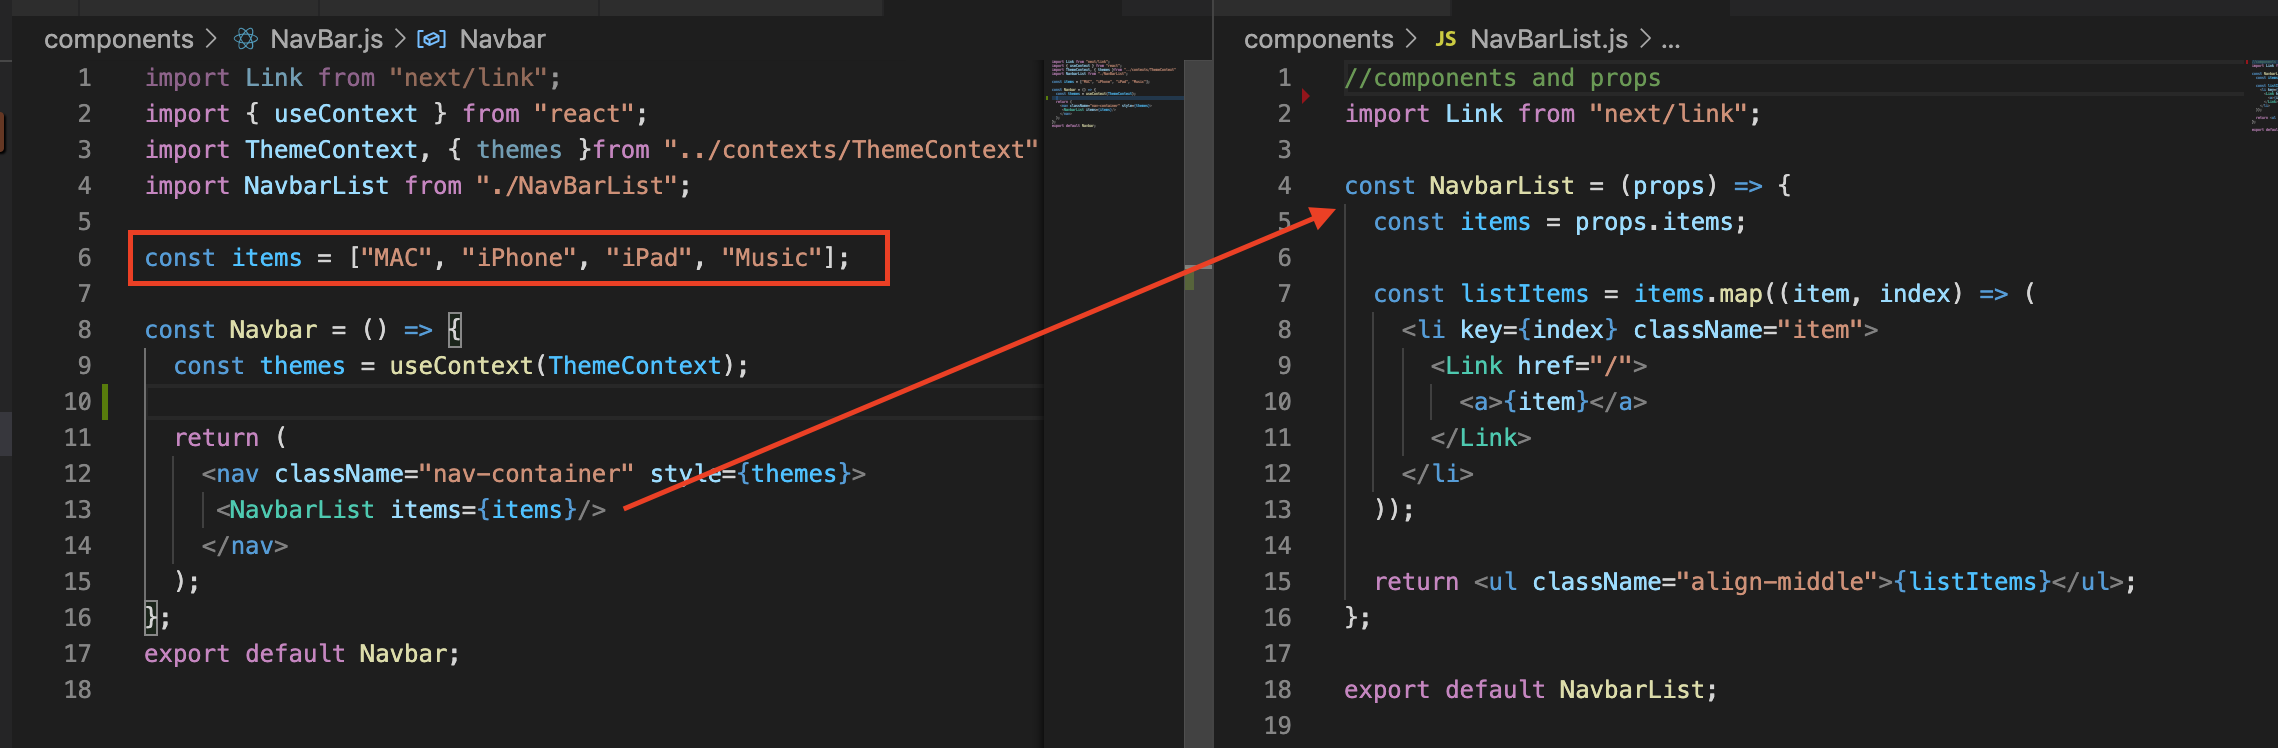 components > NavBar.js > Navbar
1 import Link from "next/link";
2 import { useContext } from "react";
3 import ThemeContext, { themes }from "../contexts/ThemeContext"
4 import NavbarList from "./NavBarList";
5
6 const items = ["MAC", "iPhone", "iPad", "Music"];
7
8 const Navbar = () => {
9 const themes = useContext(ThemeContext);
10
11 return (
12 <nav className="nav-container" style={themes}>
13 <NavbarList items={items}/>
14 </nav>
15 );
16 };
17 export default Navbar;
18
components > JS NavBarList.js > ...
1 //components and props
2 import Link from "next/link";
3
4 const NavbarList = (props) => {
5 const items = props.items;
6
7 const listItems = items.map((item, index) => (
8 <li key={index} className="item">
9 <Link href="/">
10 <a>{item}</a>
11 </Link>
12 </li>
13 ));
14
15 return <ul className="align-middle">{listItems}</ul>;
16 };
17
18 export default NavbarList;
19